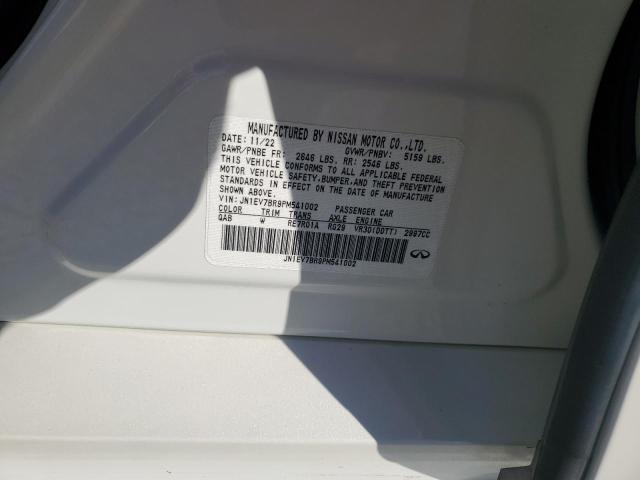 MANUFACTURED BY NISSAN MOTOR CO.,LTD.
DATE: 11/22 GVWR/PNBV: 5159 LBS.
GAWR/PNBE FR: 2646 LBS. RR: 2546 LBS.
THIS VEHICLE CONFORMS TO ALL APPLICABLE FEDERAL
MOTOR VEHICLE SAFETY,BUMPER,AND THEFT PREVENTION
STANDARDS IN EFFECT ON THE DATE OF MANUFACTURE
SHOWN ABOVE.
VIN: JN1EV7BR9PM541002 PASSENGER CAR
COLOR TRIM TRANS AXLE ENGINE
QAB W RE7R01A RG29 VR30(DDTT) 2997CC
JN1EV7BR9PM541002